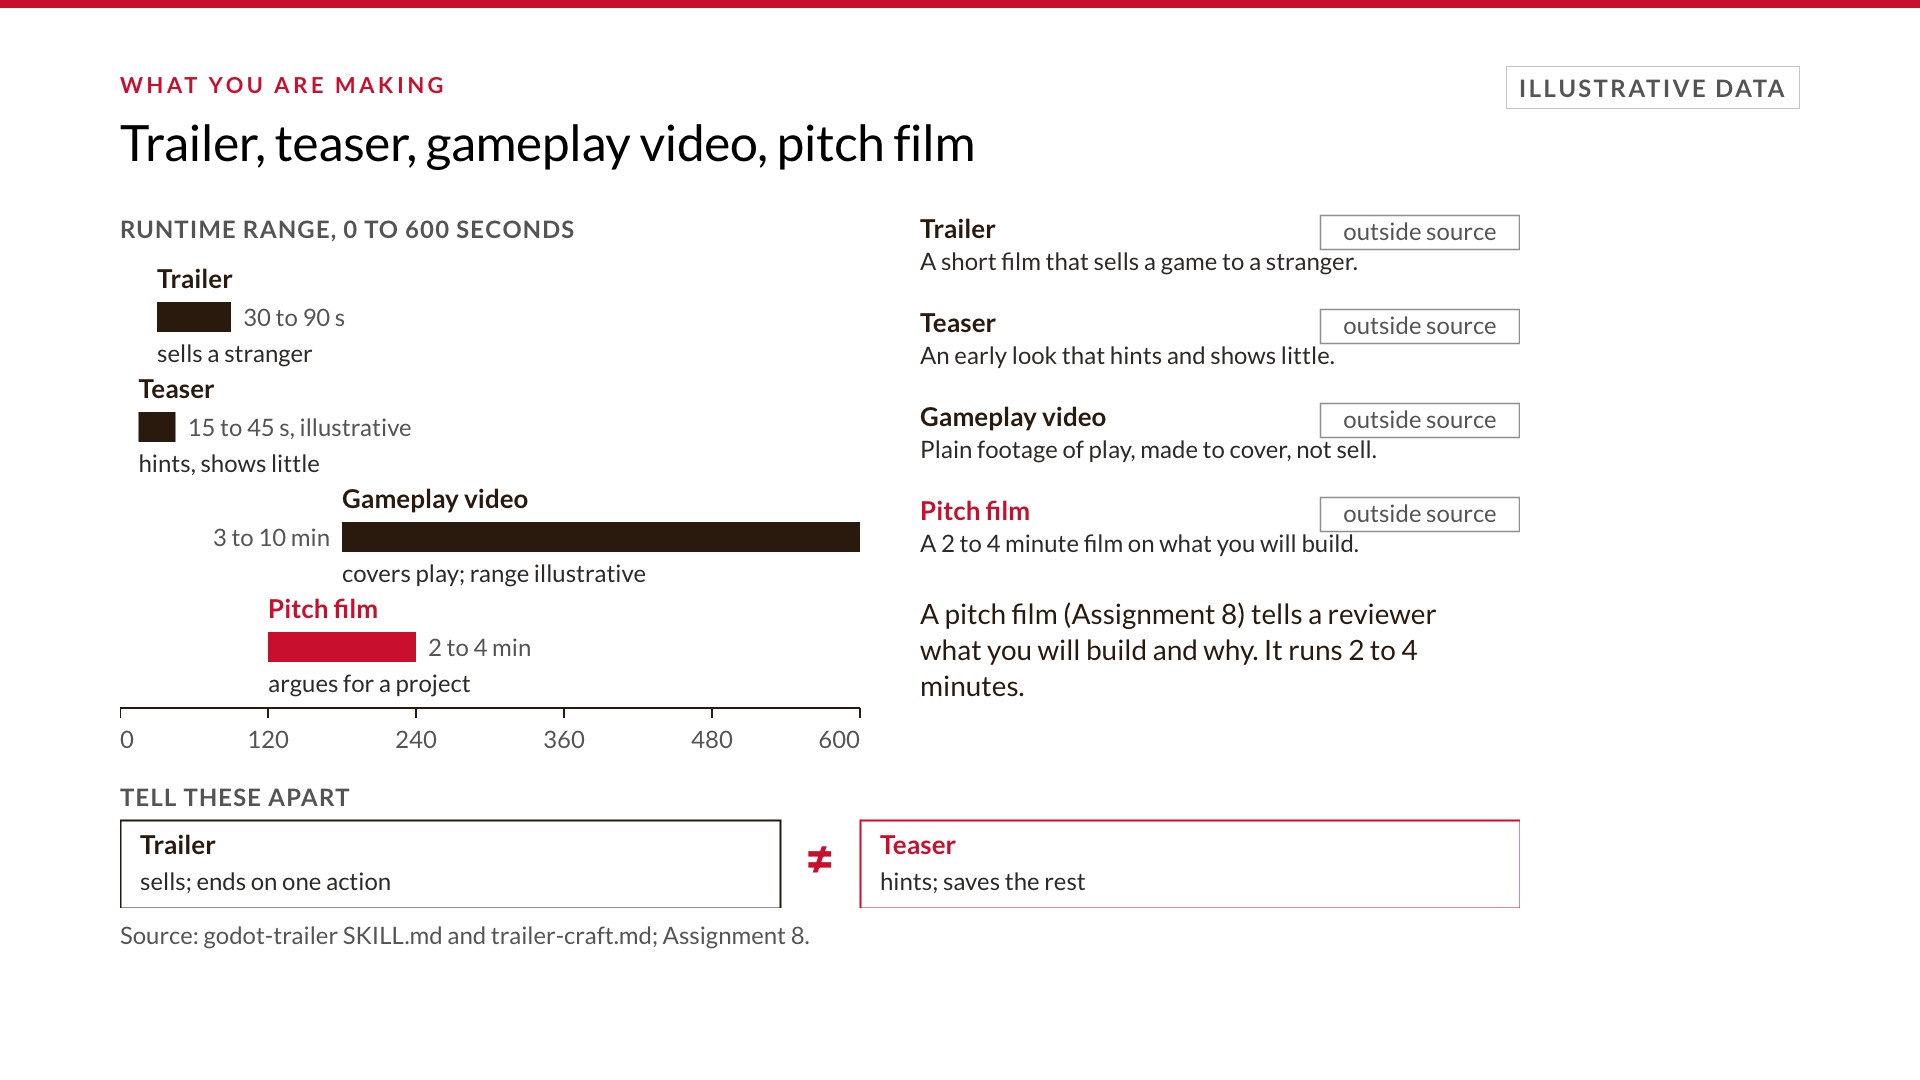 WHAT YOU ARE MAKING
ILLUSTRATIVE DATA
Trailer, teaser, gameplay video, pitch film
RUNTIME RANGE, 0 TO 600 SECONDS
Trailer
30 to 90 s
sells a stranger
Teaser
15 to 45 s, illustrative
hints, shows little
Gameplay video
3 to 10 min
covers play; range illustrative
Pitch film
2 to 4 min
argues for a project
0 120 240 360 480 600
Trailer
outside source
A short film that sells a game to a stranger.
Teaser
outside source
An early look that hints and shows little.
Gameplay video
outside source
Plain footage of play, made to cover, not sell.
Pitch film
outside source
A 2 to 4 minute film on what you will build.
A pitch film (Assignment 8) tells a reviewer
what you will build and why. It runs 2 to 4
minutes.
TELL THESE APART
Trailer
sells; ends on one action
≠
Teaser
hints; saves the rest
Source: godot-trailer SKILL.md and trailer-craft.md; Assignment 8.